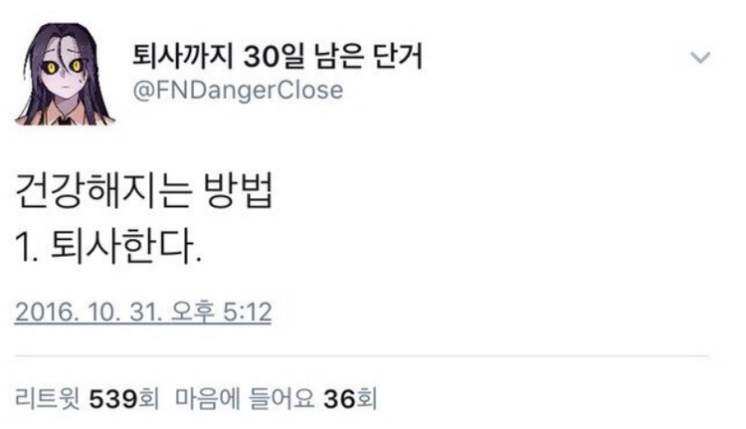 퇴사까지 30일 남은 단거
@FNDangerClose
건강해지는 방법
1. 퇴사한다.
2016. 10. 31. 오후 5:12
리트윗 539회 마음에 들어요 36회